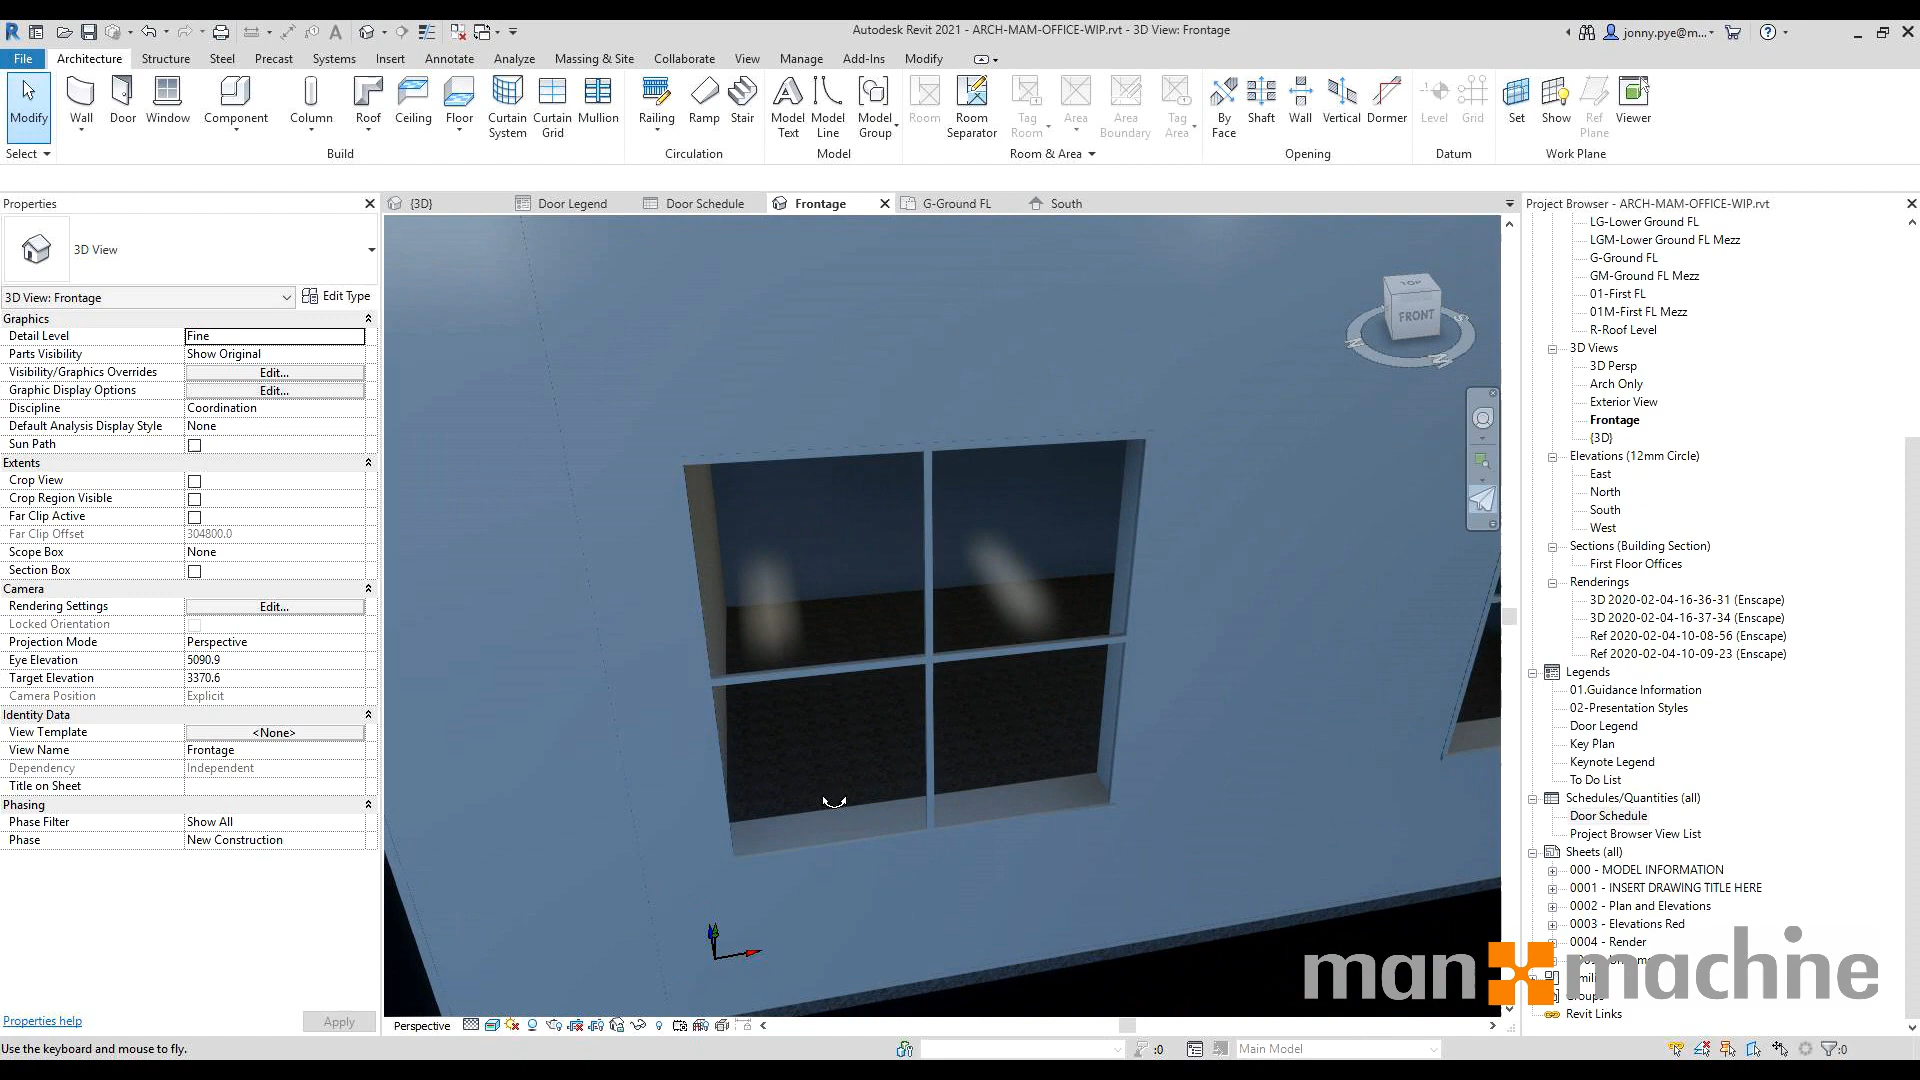 Autodesk Revit 2021 - ARCH-MAM-OFFICE-WIP.rvt - 3D View: Frontage
jonny.pye@m...
File Architecture Structure Steel Precast Systems Insert Annotate Analyze Massing & Site Collaborate View Manage Add-Ins Modify
Modify Wall Door Window Component Column Roof Ceiling Floor Curtain System Curtain Grid Mullion Railing Ramp Stair Model Text Model Line Model Group Room Room Separator Tag Room Area Area Boundary Tag Area By Face Shaft Wall Vertical Dormer Level Grid Set Show Ref Plane Viewer
Select Build Circulation Model Room & Area Opening Datum Work Plane
Properties
3D View
3D View: Frontage Edit Type
Graphics
Detail Level Fine
Parts Visibility Show Original
Visibility/Graphics Overrides Edit...
Graphic Display Options Edit...
Discipline Coordination
Default Analysis Display Style None
Sun Path
Extents
Crop View
Crop Region Visible
Far Clip Active
Far Clip Offset 304800.0
Scope Box None
Section Box
Camera
Rendering Settings Edit...
Locked Orientation
Projection Mode Perspective
Eye Elevation 5090.9
Target Elevation 3370.6
Camera Position Explicit
Identity Data
View Template <None>
View Name Frontage
Dependency Independent
Title on Sheet
Phasing
Phase Filter Show All
Phase New Construction
Properties help Apply
{3D} Door Legend Door Schedule Frontage G-Ground FL South
TOP
FRONT
Perspective
Project Browser - ARCH-MAM-OFFICE-WIP.rvt
LG-Lower Ground FL
LGM-Lower Ground FL Mezz
G-Ground FL
GM-Ground FL Mezz
01-First FL
01M-First FL Mezz
R-Roof Level
3D Views
3D Persp
Arch Only
Exterior View
Frontage
{3D}
Elevations (12mm Circle)
East
North
South
West
Sections (Building Section)
First Floor Offices
Renderings
3D 2020-02-04-16-36-31 (Enscape)
3D 2020-02-04-16-37-34 (Enscape)
Ref 2020-02-04-10-08-56 (Enscape)
Ref 2020-02-04-10-09-23 (Enscape)
Legends
01.Guidance Information
02-Presentation Styles
Door Legend
Key Plan
Keynote Legend
To Do List
Schedules/Quantities (all)
Door Schedule
Project Browser View List
Sheets (all)
000 - MODEL INFORMATION
0001 - INSERT DRAWING TITLE HERE
0002 - Plan and Elevations
0003 - Elevations Red
0004 - Render
Groups
Revit Links
man machine
Use the keyboard and mouse to fly. :0 Main Model :0